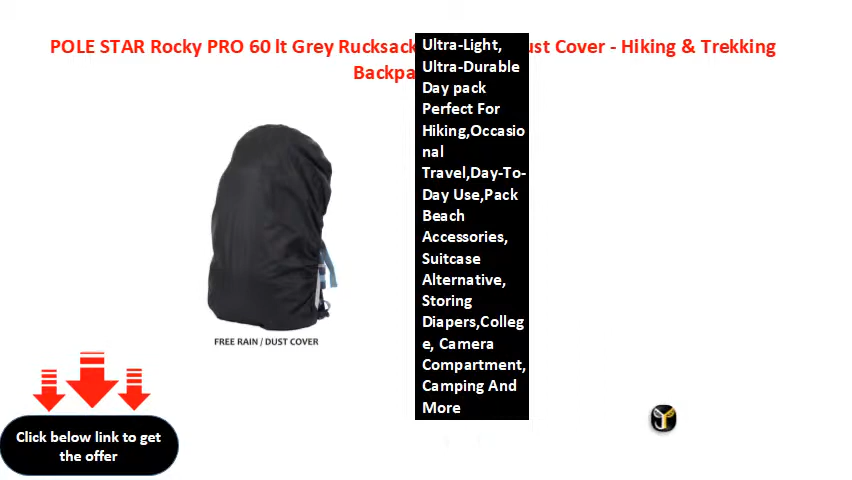 POLE STAR Rocky PRO 60 lt Grey Rucksack ust Cover - Hiking & Trekking
Backpa
Ultra-Light,
Ultra-Durable
Day pack
Perfect For
Hiking,Occasio
nal
Travel,Day-To-
Day Use,Pack
Beach
Accessories,
Suitcase
Alternative,
Storing
Diapers,Colleg
e, Camera
Compartment,
Camping And
More
FREE RAIN / DUST COVER
Click below link to get
the offer